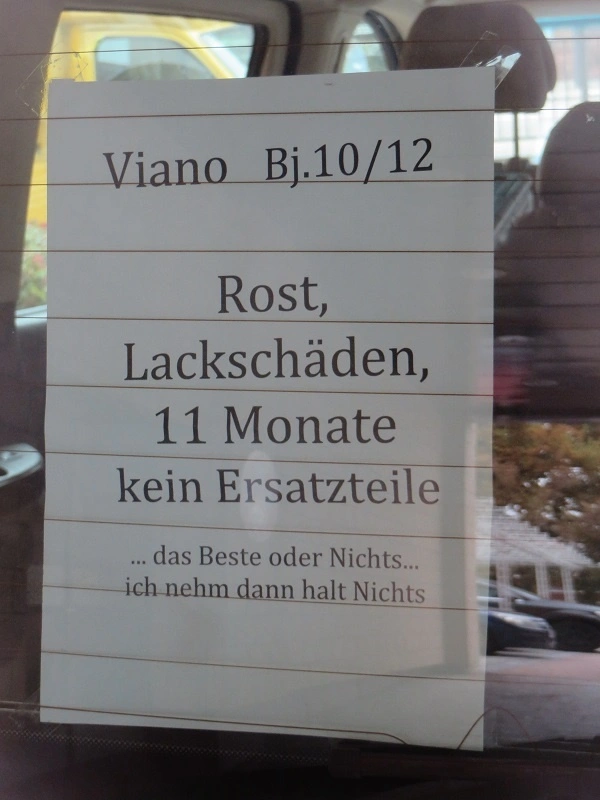 Viano Bj.10/12
Rost,
Lackschäden,
11 Monate
kein Ersatzteile
... das Beste oder Nichts...
ich nehm dann halt Nichts